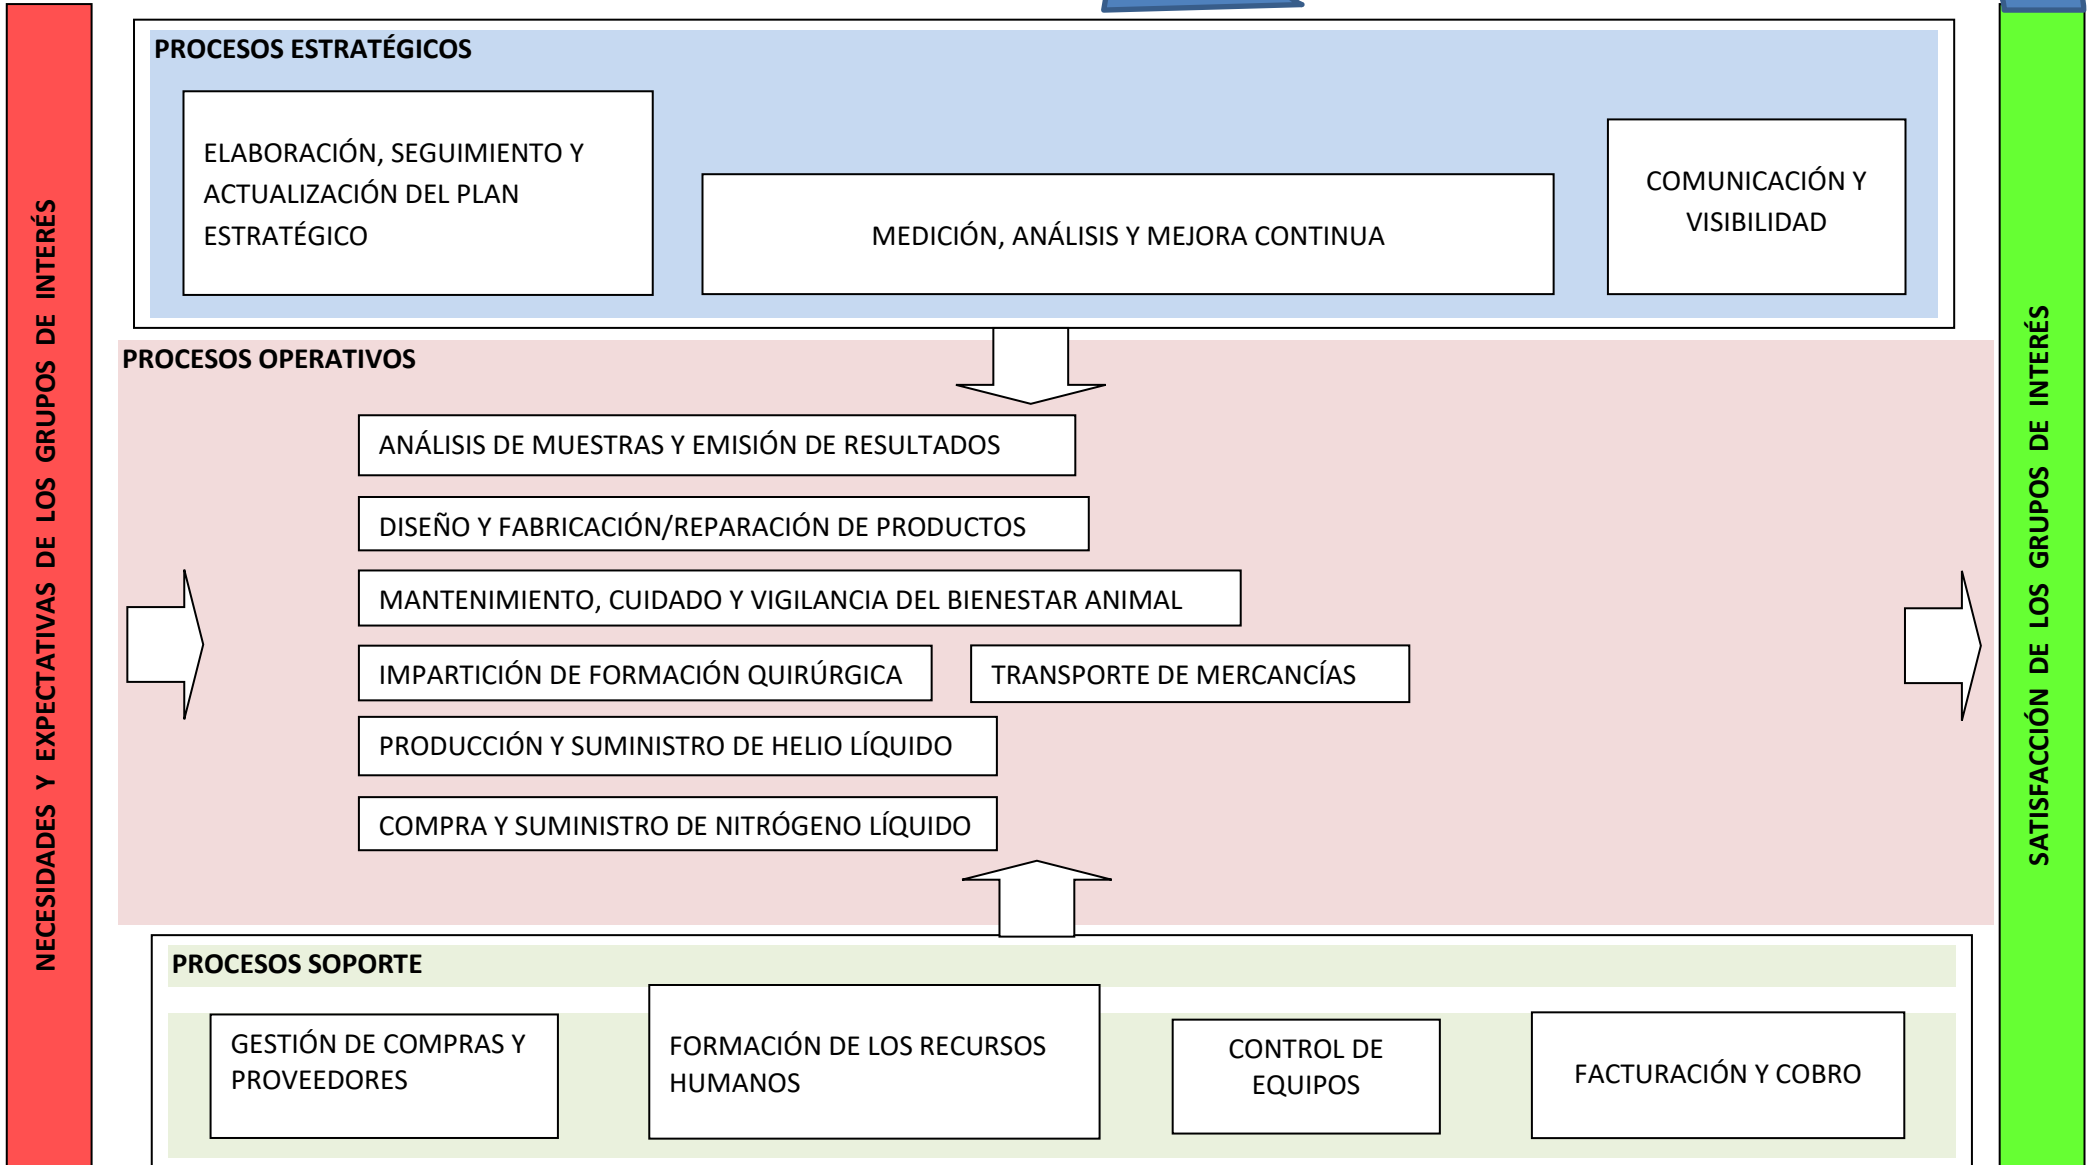 NECESIDADES Y EXPECTATIVAS DE LOS GRUPOS DE INTERÉS
PROCESOS ESTRATÉGICOS
ELABORACIÓN, SEGUIMIENTO Y
ACTUALIZACIÓN DEL PLAN
ESTRATÉGICO
MEDICIÓN, ANÁLISIS Y MEJORA CONTINUA
COMUNICACIÓN Y
VISIBILIDAD
PROCESOS OPERATIVOS
ANÁLISIS DE MUESTRAS Y EMISIÓN DE RESULTADOS
DISEÑO Y FABRICACIÓN/REPARACIÓN DE PRODUCTOS
MANTENIMIENTO, CUIDADO Y VIGILANCIA DEL BIENESTAR ANIMAL
IMPARTICIÓN DE FORMACIÓN QUIRÚRGICA
TRANSPORTE DE MERCANCÍAS
PRODUCCIÓN Y SUMINISTRO DE HELIO LÍQUIDO
COMPRA Y SUMINISTRO DE NITRÓGENO LÍQUIDO
PROCESOS SOPORTE
GESTIÓN DE COMPRAS Y
PROVEEDORES
FORMACIÓN DE LOS RECURSOS
HUMANOS
CONTROL DE
EQUIPOS
FACTURACIÓN Y COBRO
SATISFACCIÓN DE LOS GRUPOS DE INTERÉS